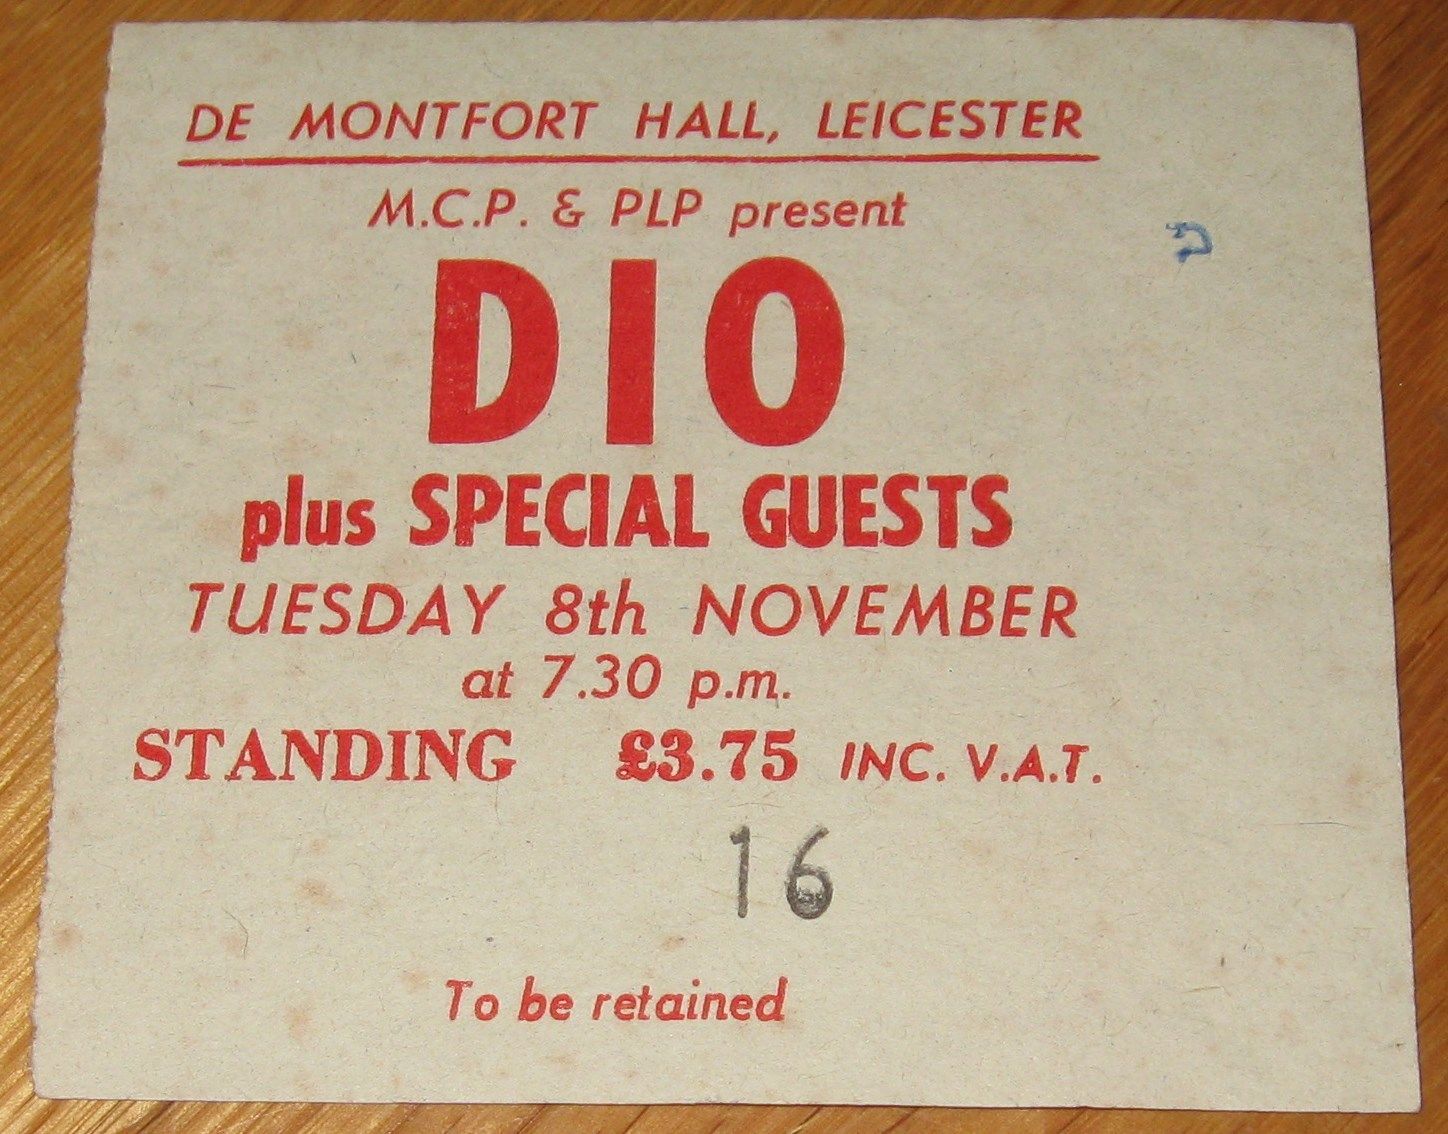 DE MONTFORT HALL, LEICESTER
M.C.P. & PLP present
DIO
plus SPECIAL GUESTS
TUESDAY 8th NOVEMBER
at 7.30 p.m.
STANDING £3.75 INC. V.A.T.
16
To be retained